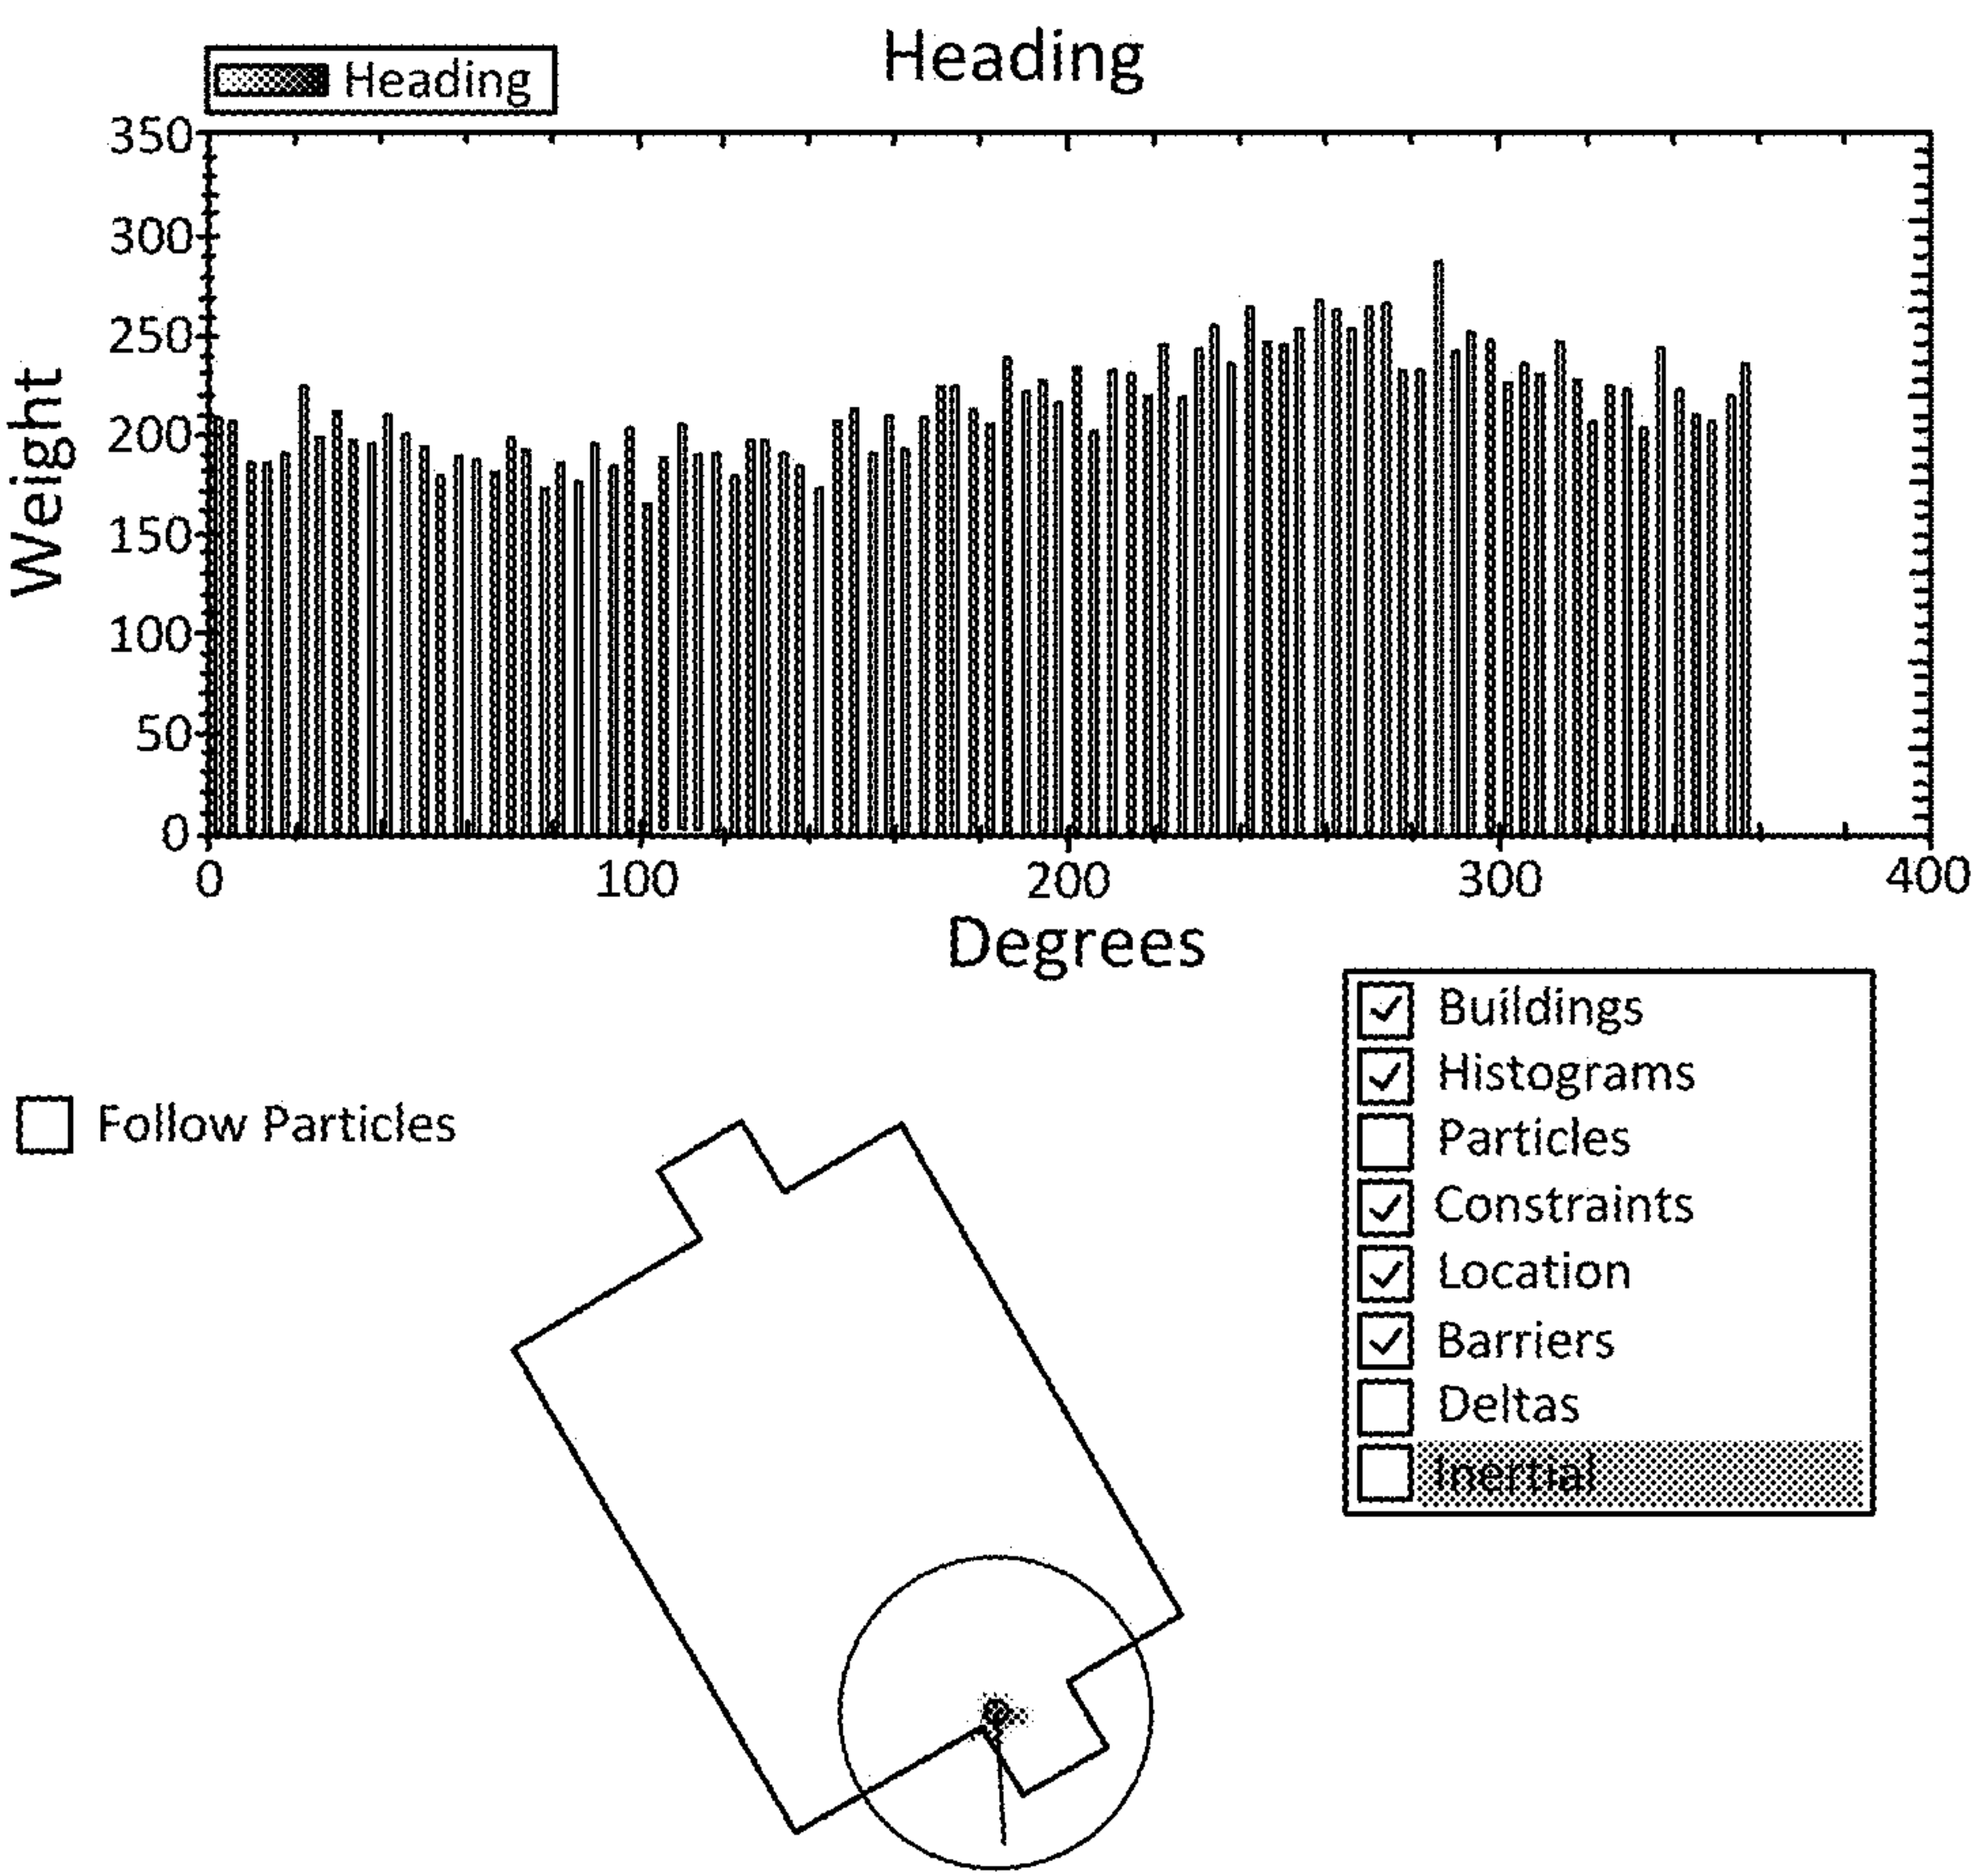 Heading
Heading
350
300
250
200
150
100
50
0
Weight
0 100 200 300 400
Degrees
Buildings
Histograms
Particles
Constraints
Location
Barriers
Deltas
Inertial
Follow Particles